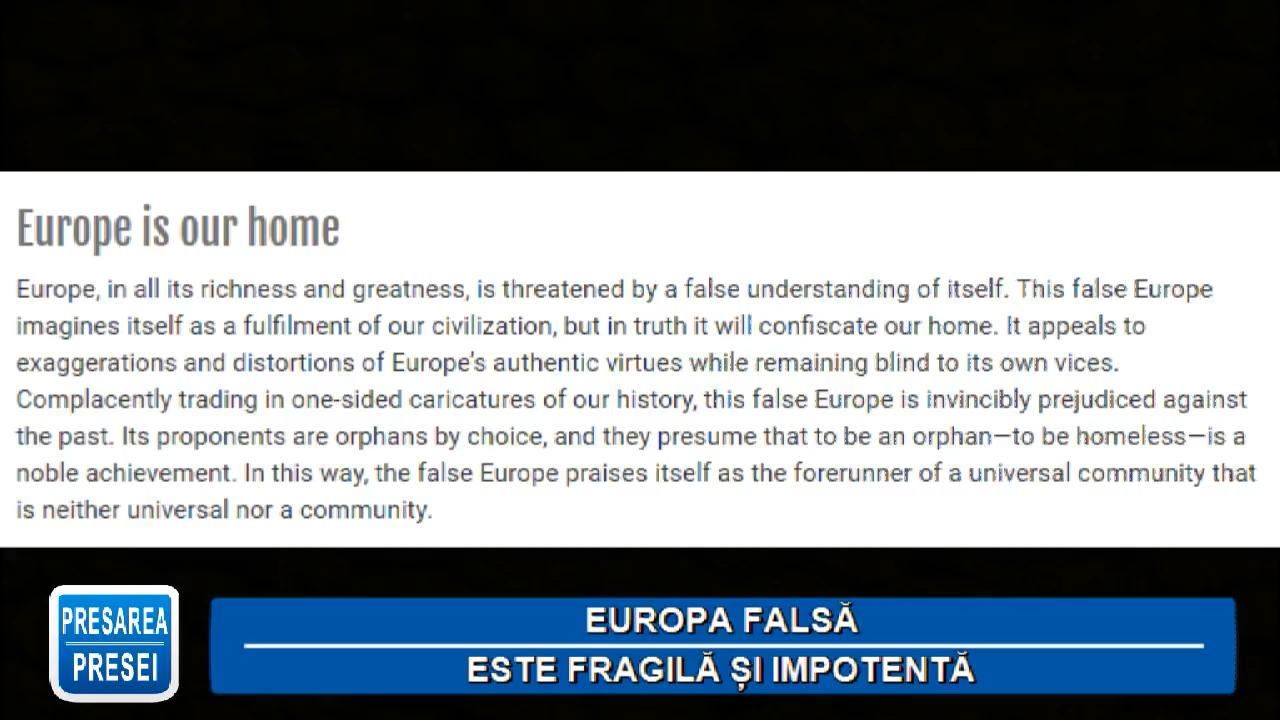 Europe is our home
Europe, in all its richness and greatness, is threatened by a false understanding of itself. This false Europe
imagines itself as a fulfilment of our civilization, but in truth it will confiscate our home. It appeals to
exaggerations and distortions of Europe's authentic virtues while remaining blind to its own vices.
Complacently trading in one-sided caricatures of our history, this false Europe is invincibly prejudiced against
the past. Its proponents are orphans by choice, and they presume that to be an orphan—to be homeless—is a
noble achievement. In this way, the false Europe praises itself as the forerunner of a universal community that
is neither universal nor a community.
PRESAREA
PRESEI
EUROPA FALSĂ
ESTE FRAGILĂ ȘI IMPOTENTĂ